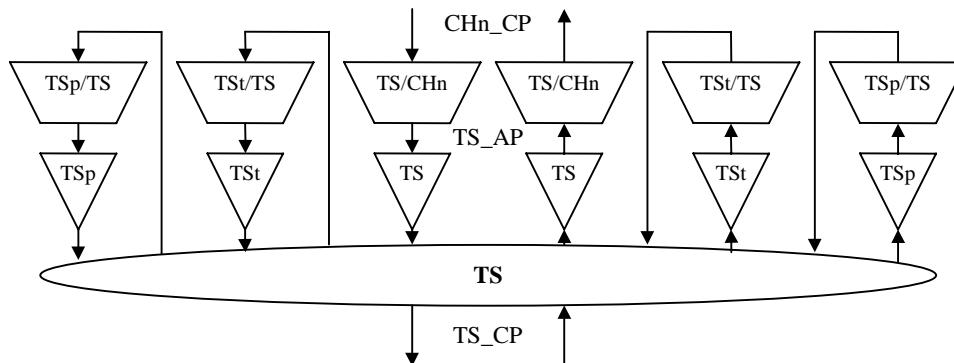 CHn_CP
TSp/TS
TSt/TS
TS/CHn
TS/CHn
TSt/TS
TSp/TS
TS_AP
TSp
TSt
TS
TS
TSt
TSp
TS
TS_CP